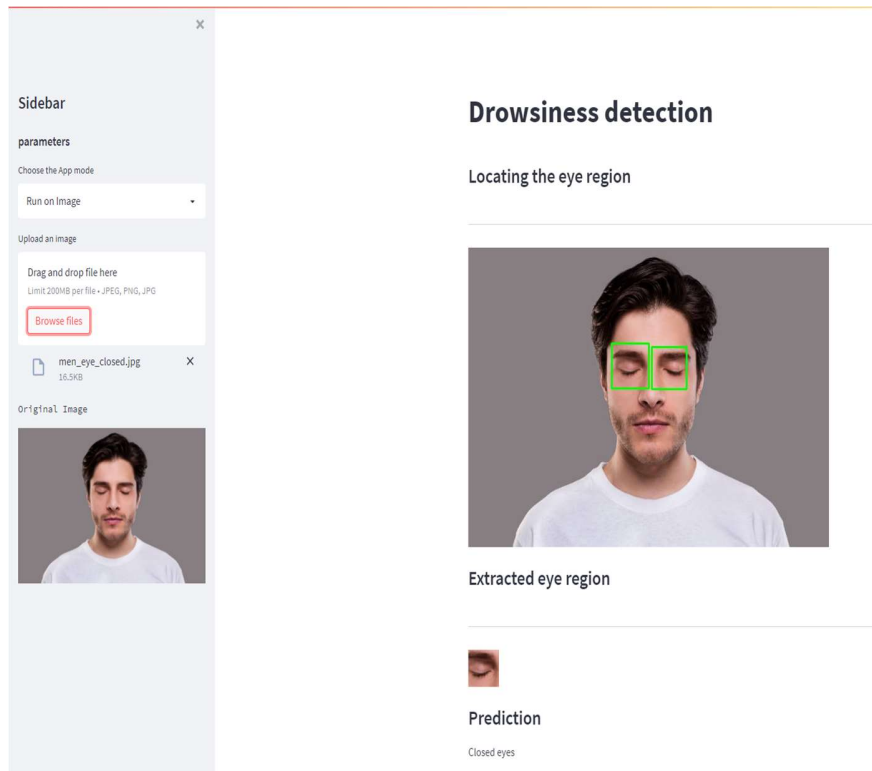 ×
Sidebar
parameters
Choose the App mode
Run on Image
Upload an image
Drag and drop file here
Limit 200MB per file • JPEG, PNG, JPG
Browse files
men_eye_closed.jpg
16.5KB
Original Image
Drowsiness detection
Locating the eye region
Extracted eye region
Prediction
Closed eyes